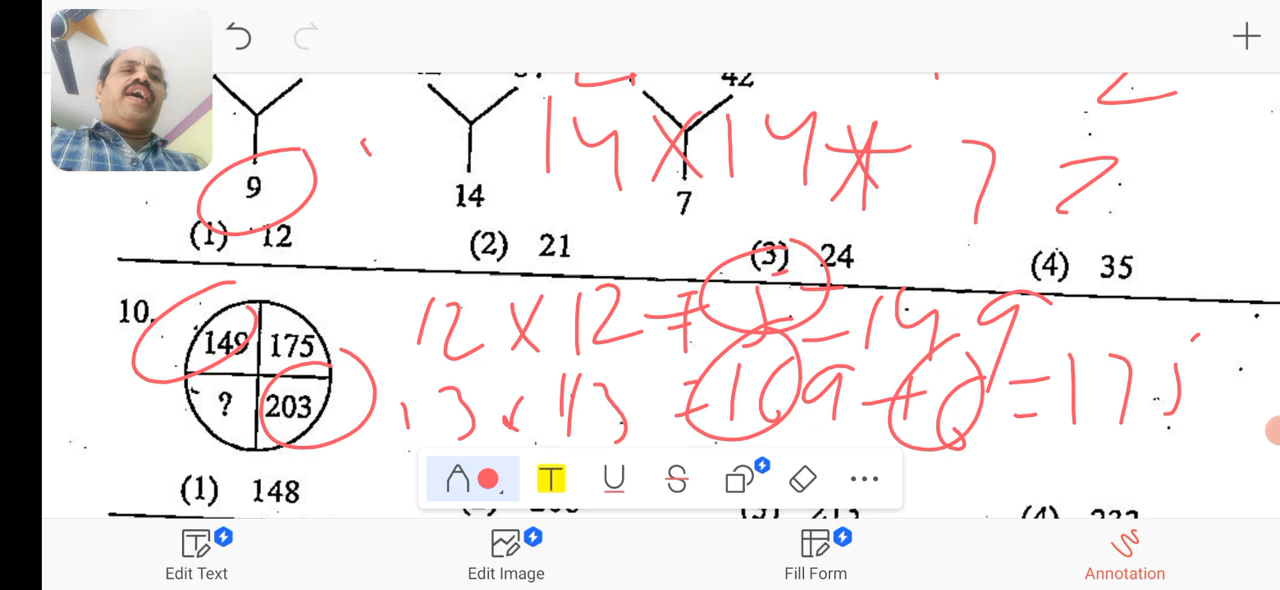 42
14 x 14 * 7 2
9
14
7
(1) 12 (2) 21 (3) 24 (4) 35
10.
149 175
? 203
12 x 12 + 5 = 149
13 x 13 = 169 + 6 = 175
(1) 148
T U S
Edit Text Edit Image Fill Form Annotation